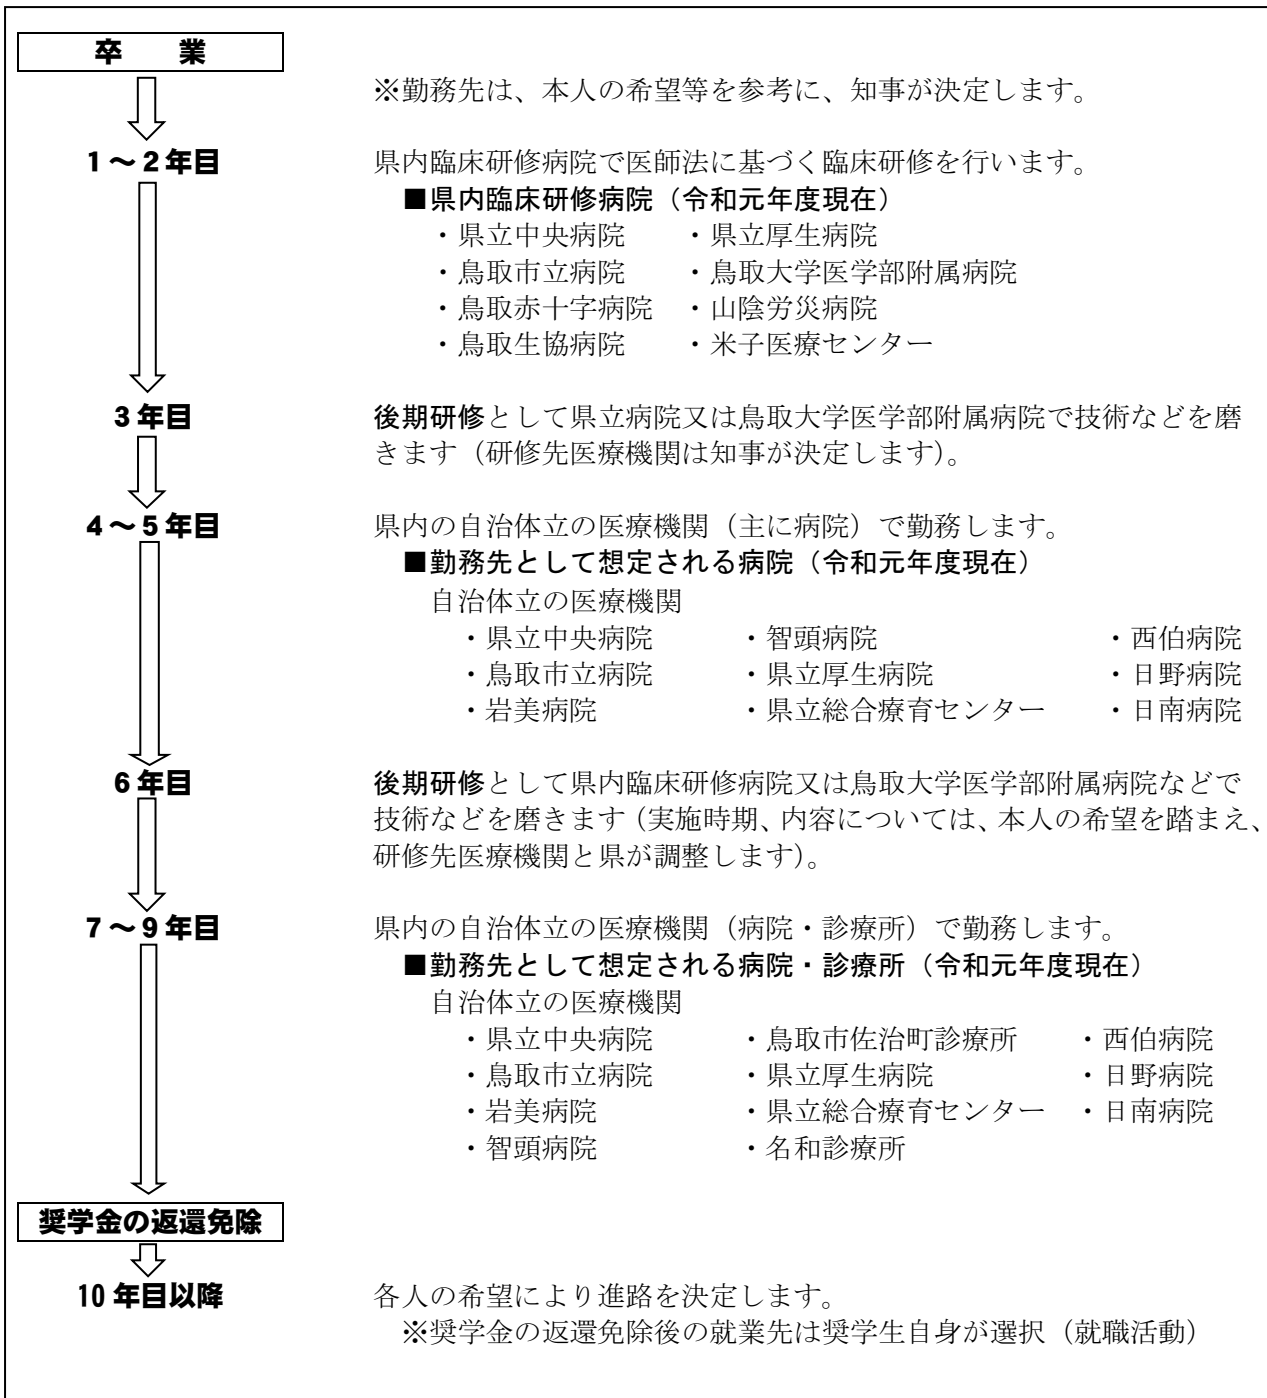 卒　　業
※勤務先は、本人の希望等を参考に、知事が決定します。
1～2年目　県内臨床研修病院で医師法に基づく臨床研修を行います。
■県内臨床研修病院（令和元年度現在）
・県立中央病院　・県立厚生病院
・鳥取市立病院　・鳥取大学医学部附属病院
・鳥取赤十字病院　・山陰労災病院
・鳥取生協病院　・米子医療センター
3年目　後期研修として県立病院又は鳥取大学医学部附属病院で技術などを磨
きます（研修先医療機関は知事が決定します）。
4～5年目　県内の自治体立の医療機関（主に病院）で勤務します。
■勤務先として想定される病院（令和元年度現在）
自治体立の医療機関
・県立中央病院　・智頭病院　・西伯病院
・鳥取市立病院　・県立厚生病院　・日野病院
・岩美病院　・県立総合療育センター　・日南病院
6年目　後期研修として県内臨床研修病院又は鳥取大学医学部附属病院などで
技術などを磨きます（実施時期、内容については、本人の希望を踏まえ、
研修先医療機関と県が調整します）。
7～9年目　県内の自治体立の医療機関（病院・診療所）で勤務します。
■勤務先として想定される病院・診療所（令和元年度現在）
自治体立の医療機関
・県立中央病院　・鳥取市佐治町診療所　・西伯病院
・鳥取市立病院　・県立厚生病院　・日野病院
・岩美病院　・県立総合療育センター　・日南病院
・智頭病院　・名和診療所
奨学金の返還免除
10年目以降　各人の希望により進路を決定します。
※奨学金の返還免除後の就業先は奨学生自身が選択（就職活動）